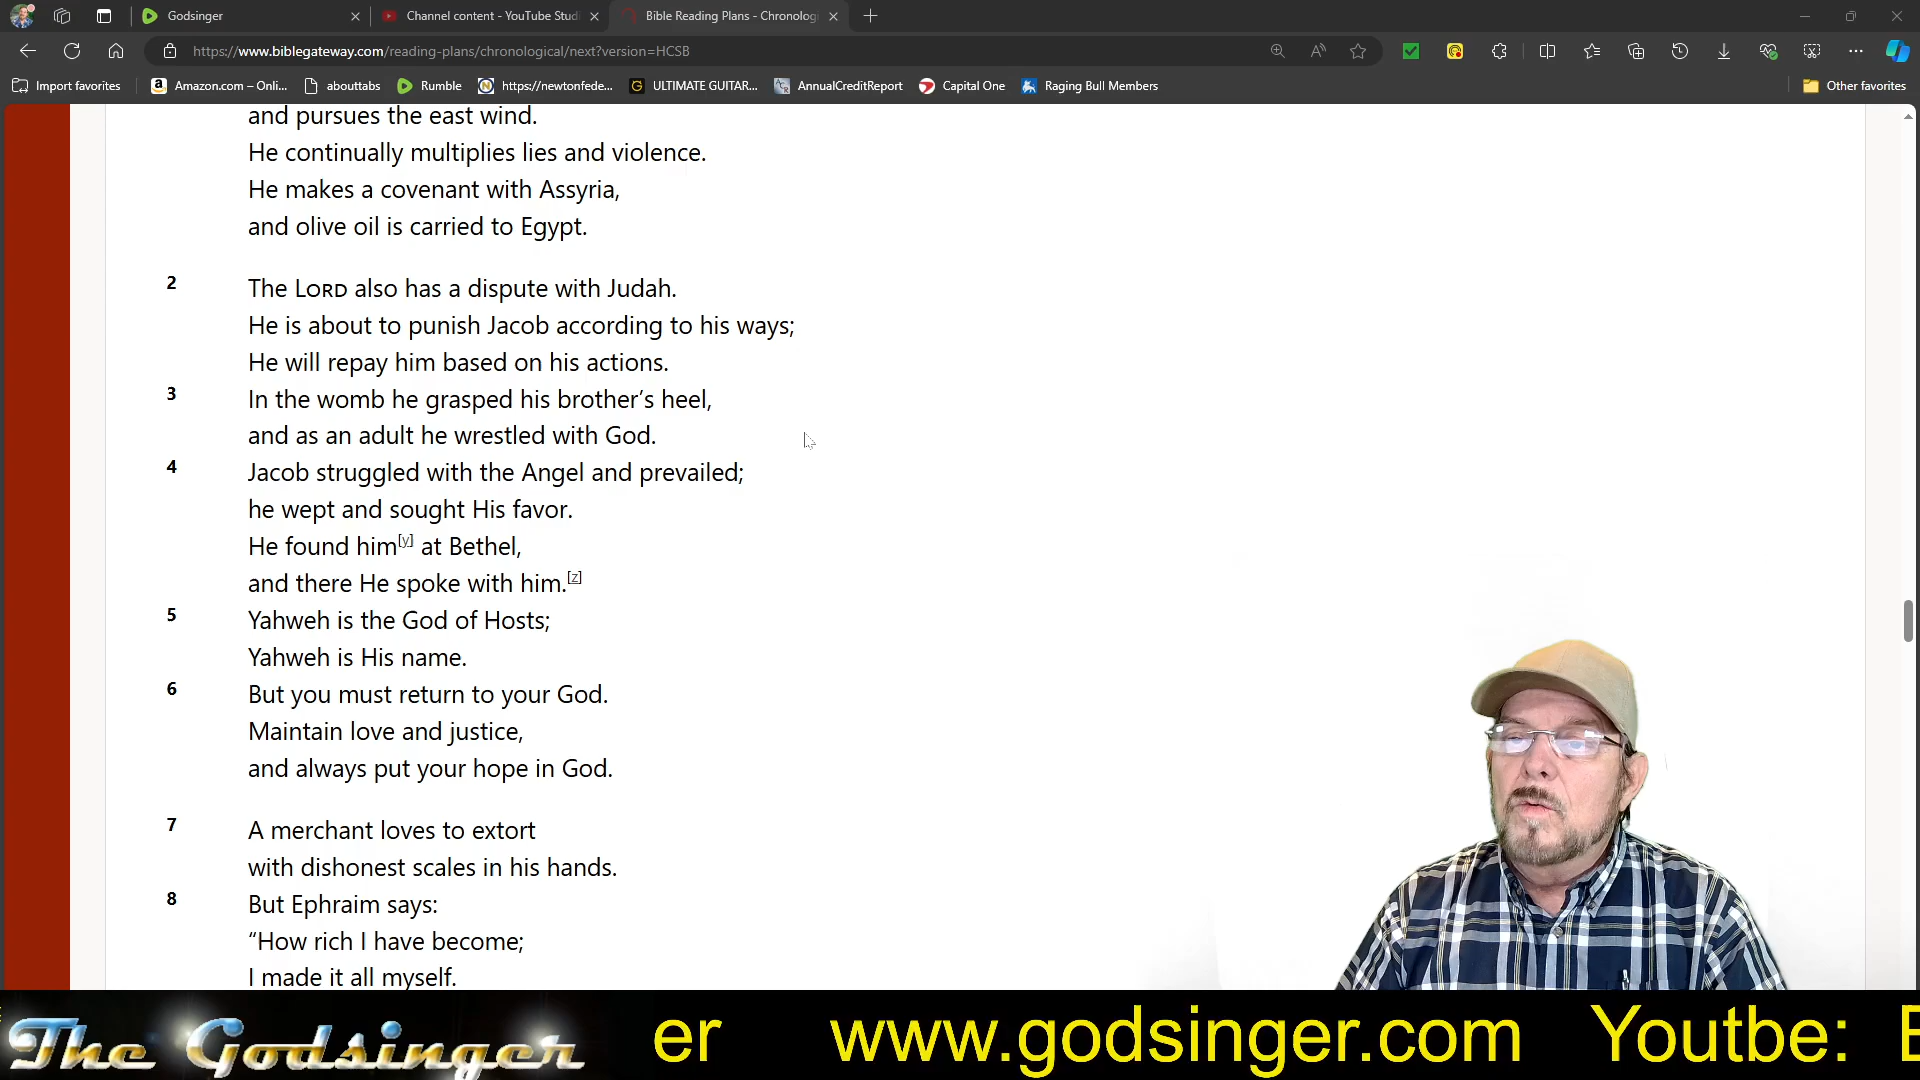 Godsinger
Channel content - YouTube Stud
Bible Reading Plans - Chronolog
https://www.biblegateway.com/reading-plans/chronological/next?version=HCSB
Import favorites
Amazon.com – Onli...
abouttabs
Rumble
https://newtonfede...
ULTIMATE GUITAR...
AnnualCreditReport
Capital One
Raging Bull Members
Other favorites
and pursues the east wind.
He continually multiplies lies and violence.
He makes a covenant with Assyria,
and olive oil is carried to Egypt.
2 The LORD also has a dispute with Judah.
He is about to punish Jacob according to his ways;
He will repay him based on his actions.
3 In the womb he grasped his brother’s heel,
and as an adult he wrestled with God.
4 Jacob struggled with the Angel and prevailed;
he wept and sought His favor.
He found him[y] at Bethel,
and there He spoke with him.[z]
5 Yahweh is the God of Hosts;
Yahweh is His name.
6 But you must return to your God.
Maintain love and justice,
and always put your hope in God.
7 A merchant loves to extort
with dishonest scales in his hands.
8 But Ephraim says:
“How rich I have become;
I made it all myself.
The Godsinger er www.godsinger.com Youtbe: